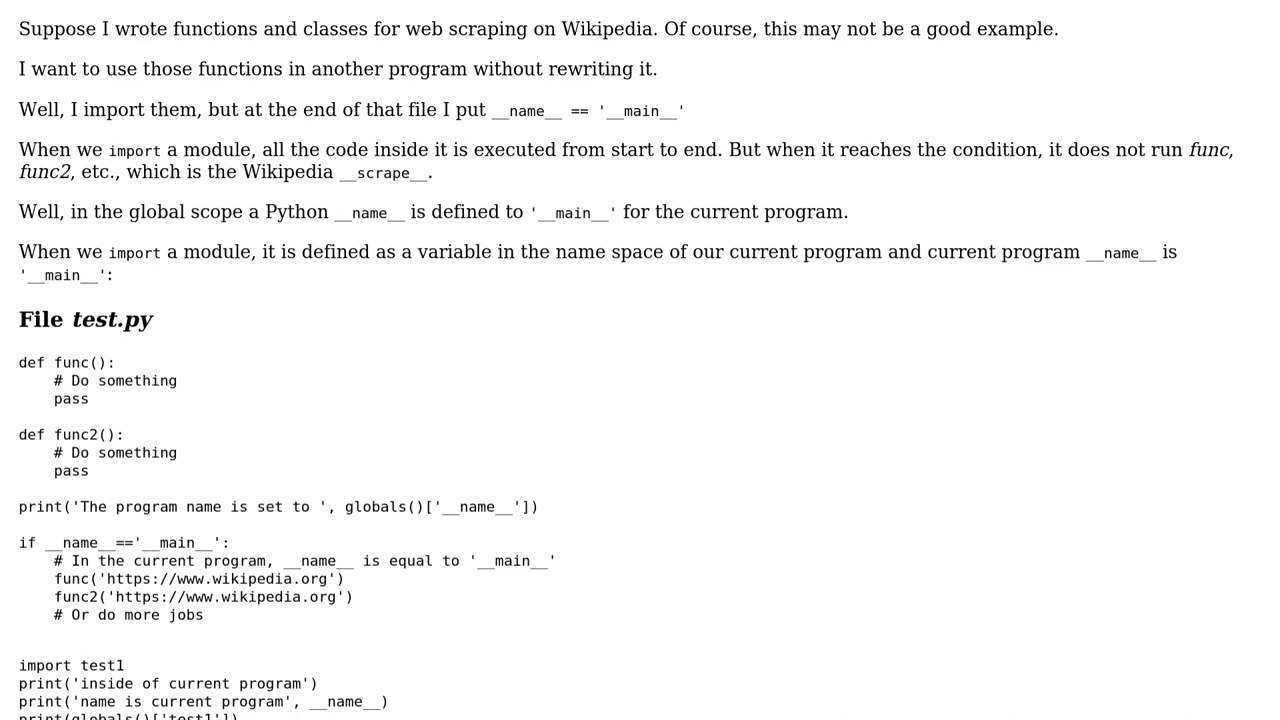 Suppose I wrote functions and classes for web scraping on Wikipedia. Of course, this may not be a good example.
I want to use those functions in another program without rewriting it.
Well, I import them, but at the end of that file I put __name__ == '__main__'
When we import a module, all the code inside it is executed from start to end. But when it reaches the condition, it does not run func,
func2, etc., which is the Wikipedia __scrape__.
Well, in the global scope a Python __name__ is defined to '__main__' for the current program.
When we import a module, it is defined as a variable in the name space of our current program and current program __name__ is
'__main__':
File test.py
def func():
    # Do something
    pass
def func2():
    # Do something
    pass
print('The program name is set to ', globals()['__name__'])
if __name__=='__main__':
    # In the current program, __name__ is equal to '__main__'
    func('https://www.wikipedia.org')
    func2('https://www.wikipedia.org')
    # Or do more jobs
import test1
print('inside of current program')
print('name is current program', __name__)
print(globals()['test1'])